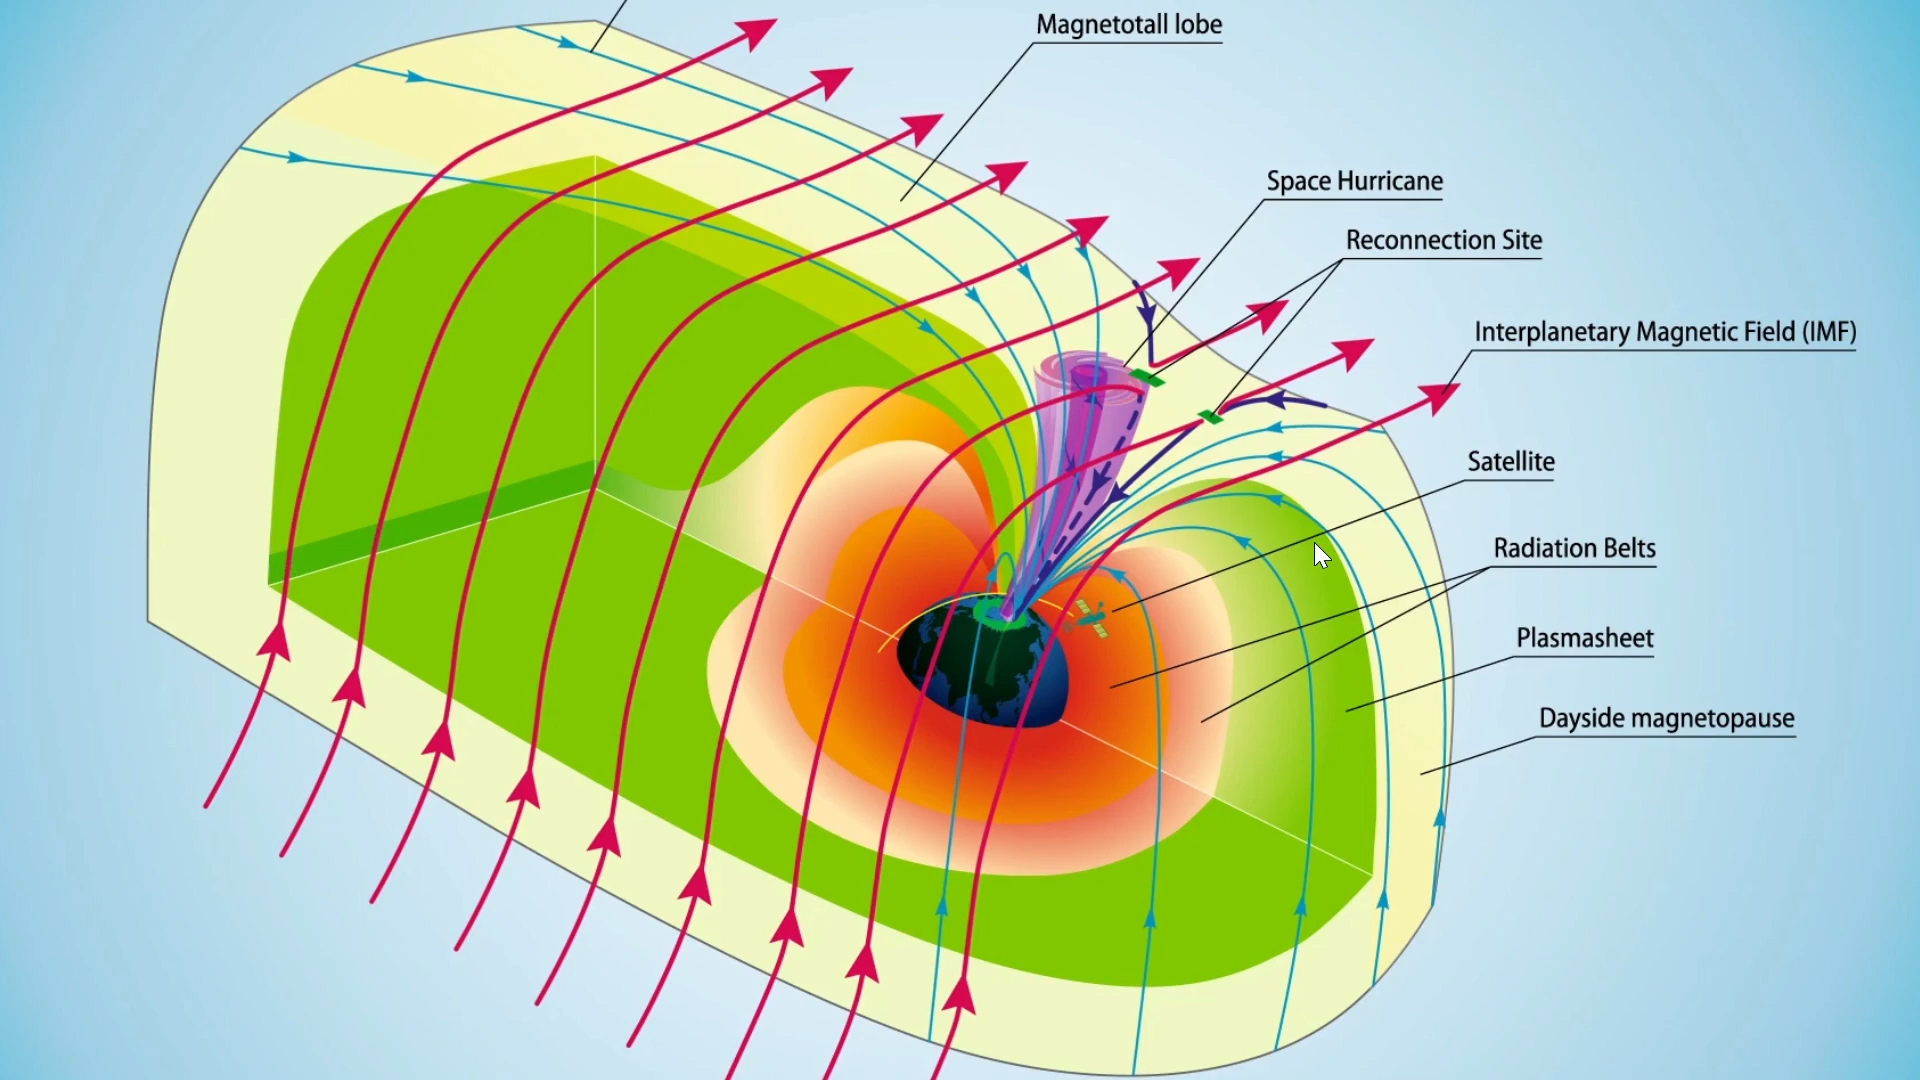 Magnetotall lobe
Space Hurricane
Reconnection Site
Interplanetary Magnetic Field (IMF)
Satellite
Radiation Belts
Plasmasheet
Dayside magnetopause